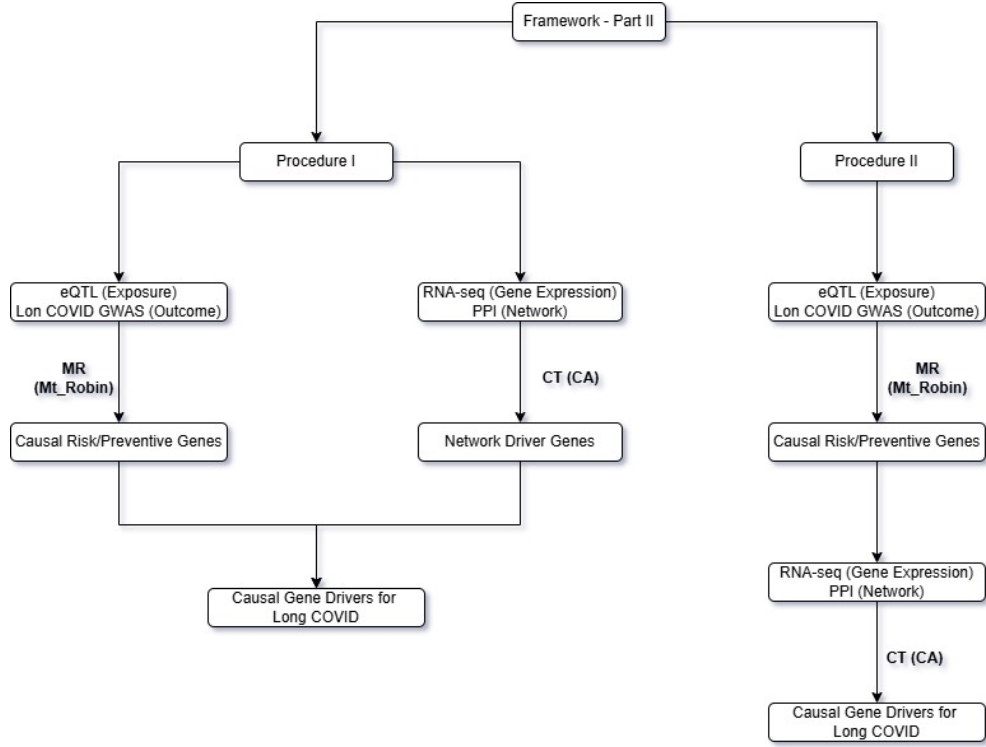 Framework - Part II
Procedure I
Procedure II
eQTL (Exposure)
Lon COVID GWAS (Outcome)
RNA-seq (Gene Expression)
PPI (Network)
eQTL (Exposure)
Lon COVID GWAS (Outcome)
MR
(Mt_Robin)
CT (CA)
MR
(Mt_Robin)
Causal Risk/Preventive Genes
Network Driver Genes
Causal Risk/Preventive Genes
Causal Gene Drivers for
Long COVID
RNA-seq (Gene Expression)
PPI (Network)
CT (CA)
Causal Gene Drivers for
Long COVID